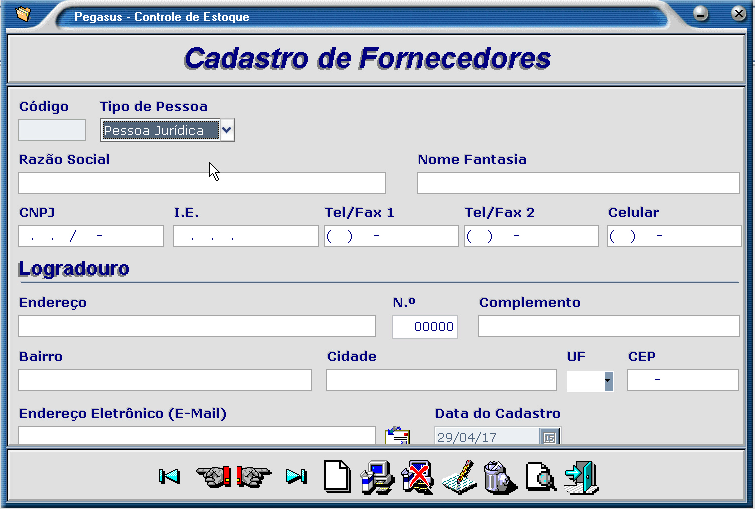 Pegasus - Controle de Estoque
Cadastro de Fornecedores
Código Tipo de Pessoa
Pessoa Jurídica
Razão Social Nome Fantasia
CNPJ I.E. Tel/Fax 1 Tel/Fax 2 Celular
. . / - . . . ( ) - ( ) - ( ) -
Logradouro
Endereço N.º Complemento
00000
Bairro Cidade UF CEP
-
Endereço Eletrônico (E-Mail) Data do Cadastro
29/04/17